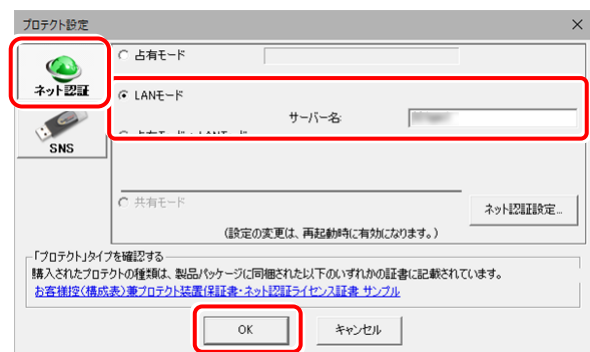 プロテクト設定
ネット認証
SNS
占有モード
LANモード
サーバー名:
共有モード
ネット認証設定...
(設定の変更は、再起動時に有効になります。)
「プロテクト」タイプを確認する
購入されたプロテクトの種類は、製品パッケージに同梱された以下のいずれかの証書に記載されています。
お客様控(構成表)兼プロテクト装置保証書・ネット認証ライセンス証書 サンプル
OK
キャンセル